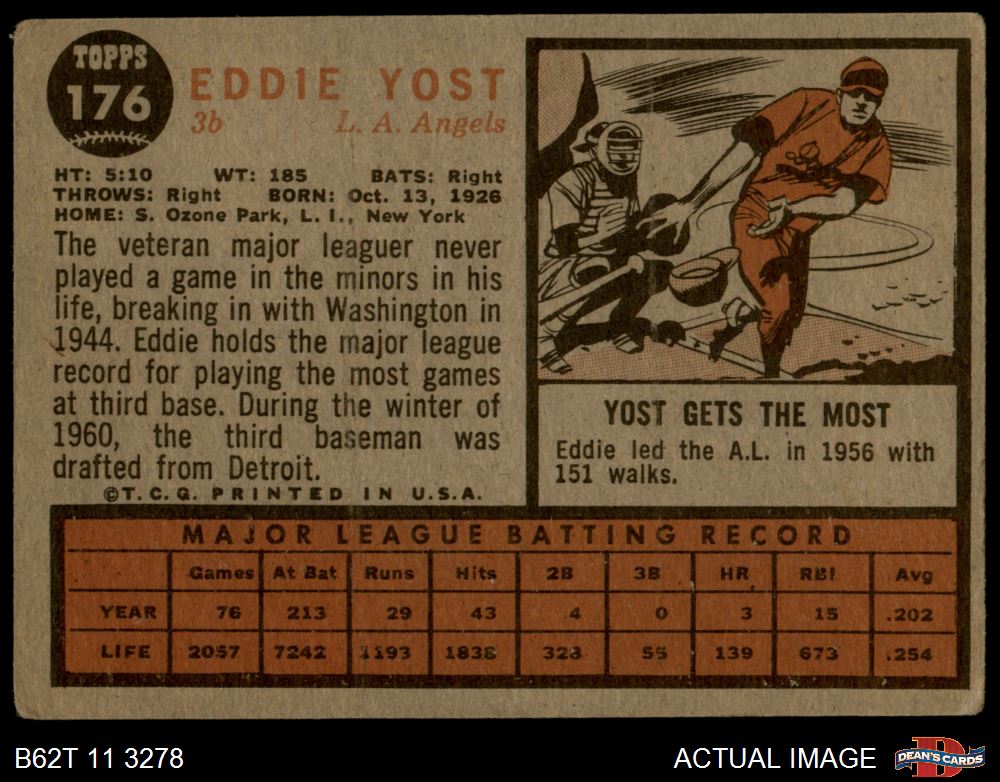 TOPPS
176
EDDIE YOST
3b L. A. Angels
HT: 5:10 WT: 185 BATS: Right
THROWS: Right BORN: Oct. 13, 1926
HOME: S. Ozone Park, L. I., New York
The veteran major leaguer never
played a game in the minors in his
life, breaking in with Washington in
1944. Eddie holds the major league
record for playing the most games
at third base. During the winter of
1960, the third baseman was
drafted from Detroit.
©T. C. G. PRINTED IN U.S.A.
YOST GETS THE MOST
Eddie led the A.L. in 1956 with
151 walks.
MAJOR LEAGUE BATTING RECORD
Games At Bat Runs Hits 2B 3B HR RBI Avg
YEAR 76 213 29 43 4 0 3 15 .202
LIFE 2057 7242 1193 1838 328 55 139 673 .254
B62T 11 3278
ACTUAL IMAGE
D
DEAN'S CARDS